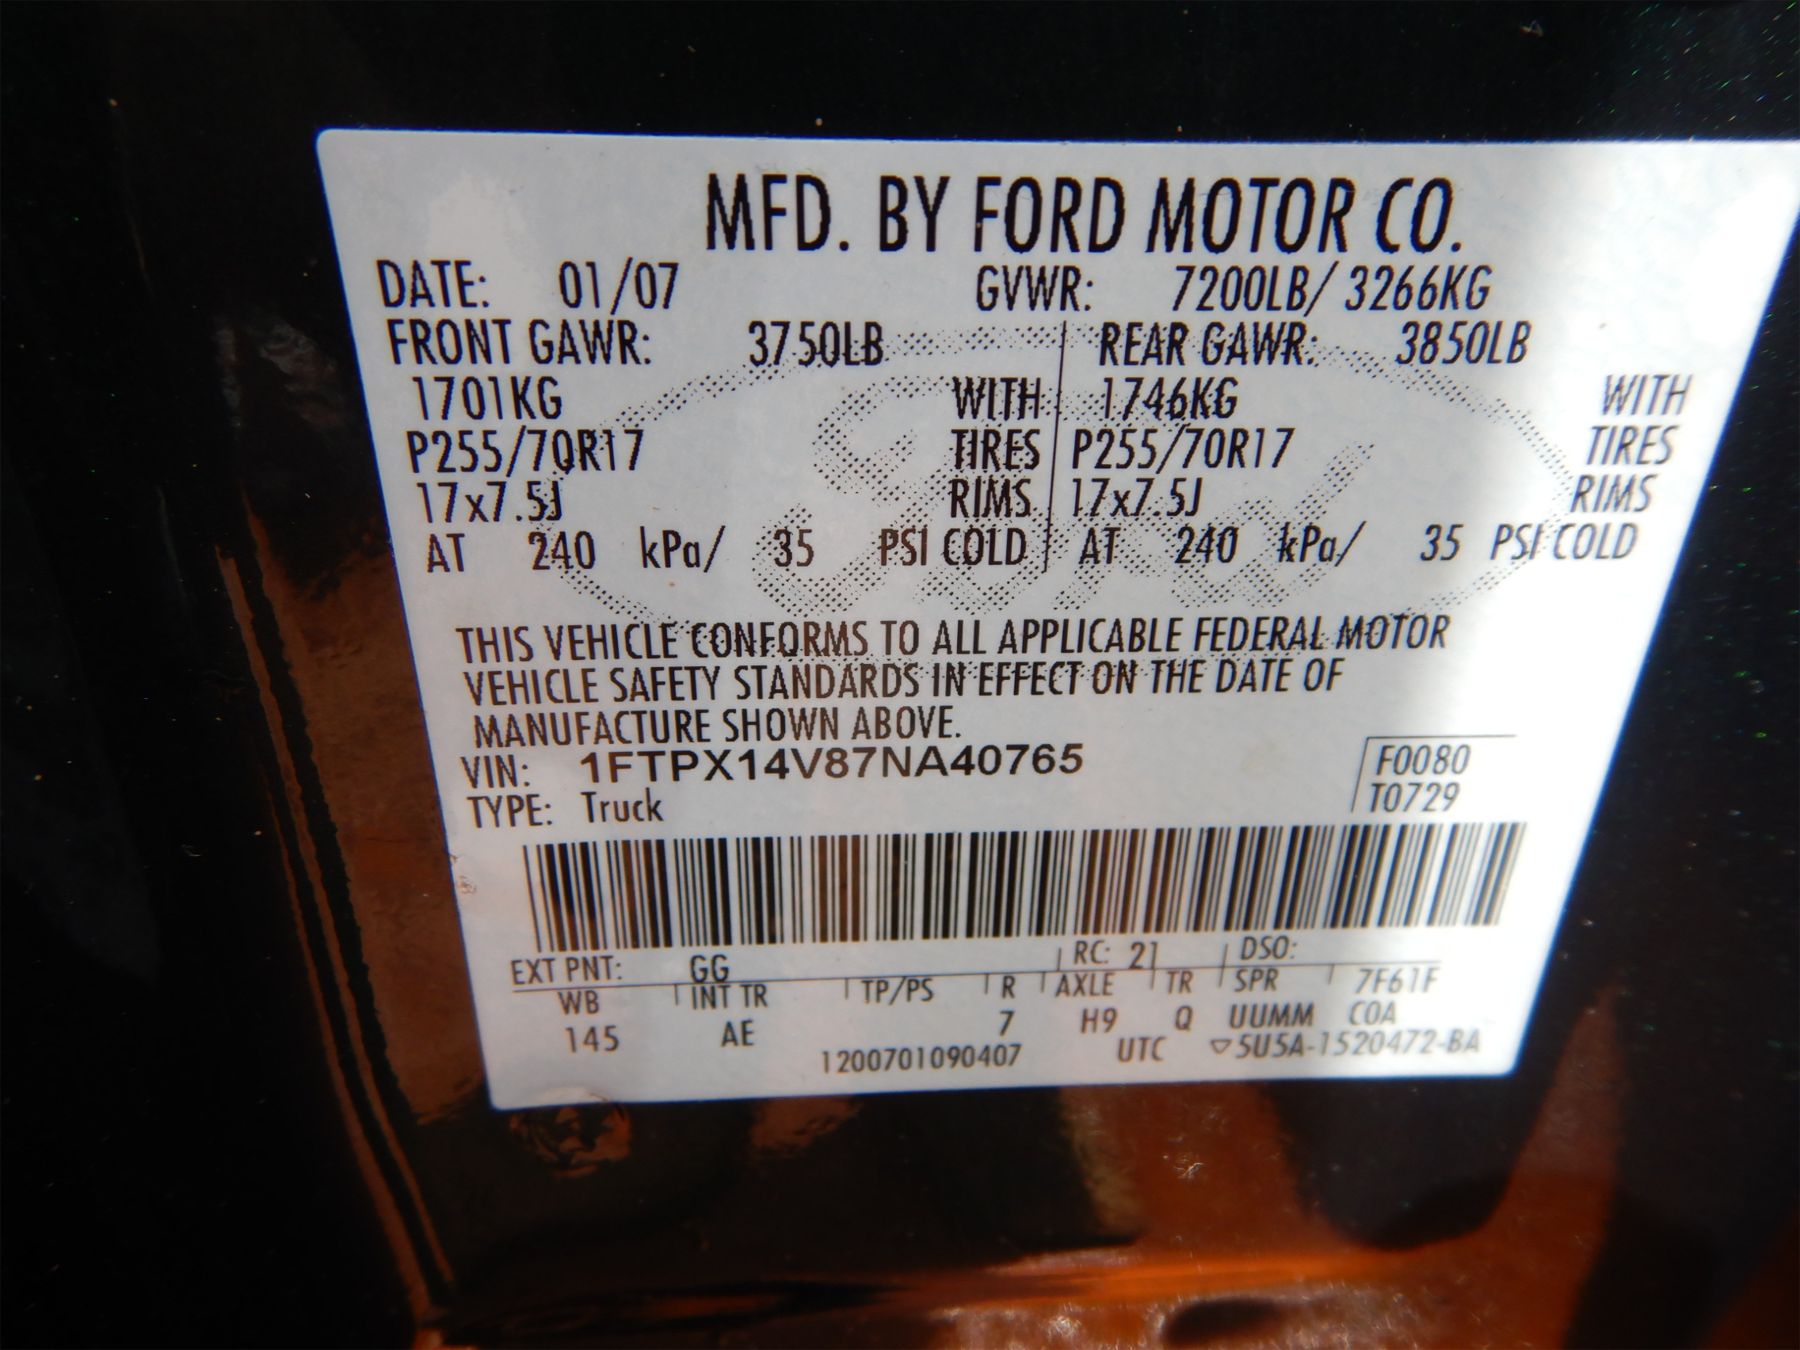 MFD. BY FORD MOTOR CO.
DATE: 01/07 GVWR: 7200LB/ 3266KG
FRONT GAWR: 3750LB REAR GAWR: 3850LB
1701KG WITH 1746KG WITH
P255/70R17 TIRES P255/70R17 TIRES
17x7.5J RIMS 17x7.5J RIMS
AT 240 kPa/ 35 PSI COLD AT 240 kPa/ 35 PSI COLD
Ford
THIS VEHICLE CONFORMS TO ALL APPLICABLE FEDERAL MOTOR
VEHICLE SAFETY STANDARDS IN EFFECT ON THE DATE OF
MANUFACTURE SHOWN ABOVE.
VIN: 1FTPX14V87NA40765 F0080
TYPE: Truck T0729
EXT PNT: GG RC: 21 DSO:
WB INT TR TP/PS R AXLE TR SPR 7F61F
145 AE 7 H9 Q UUMM COA
1200701090407 UTC ▽5U5A-1520472-BA